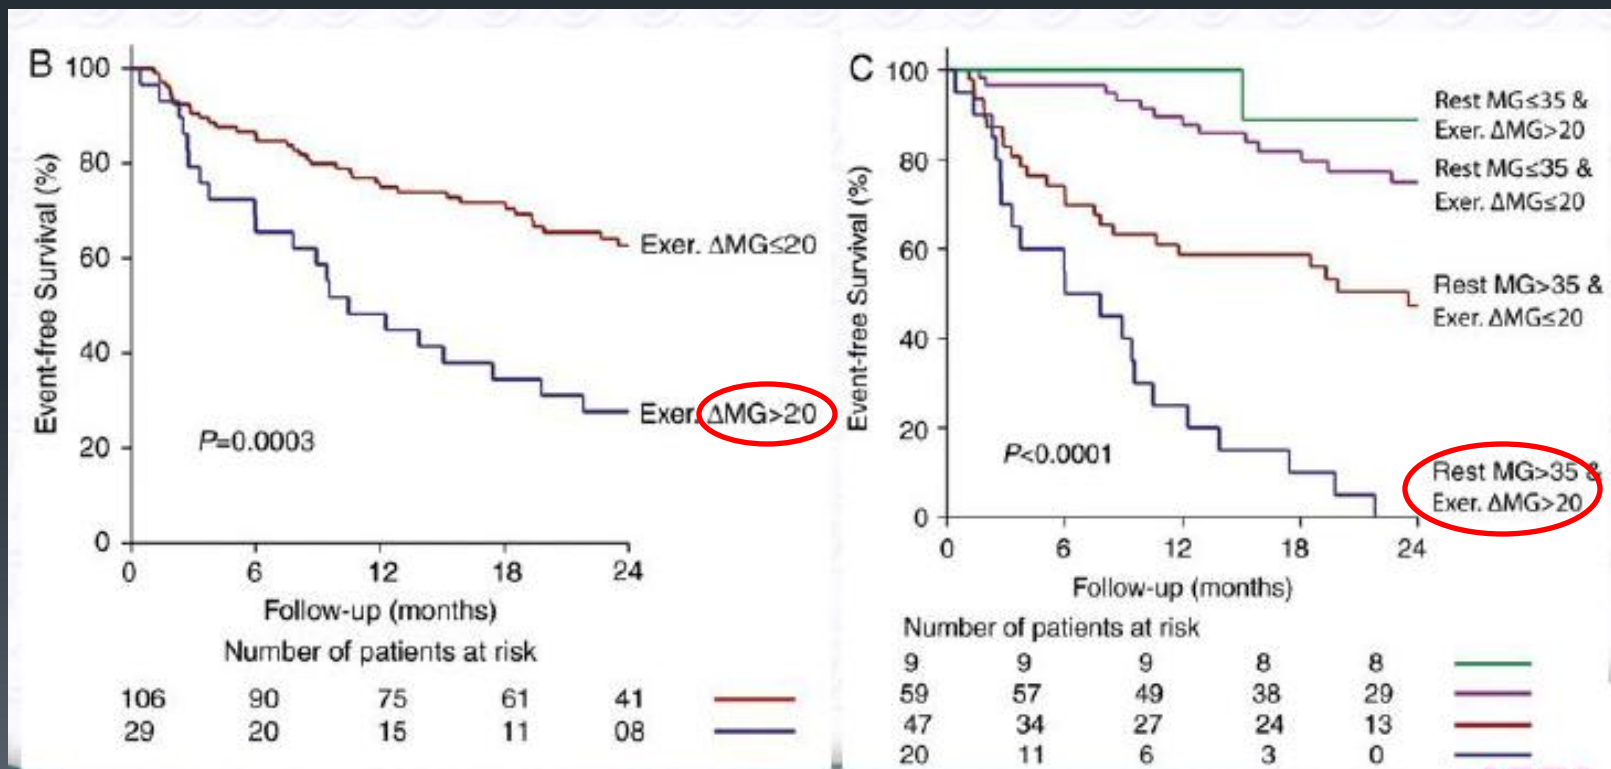 B
100
80
60
40
20
0
Event-free Survival (%)
Exer. ΔMG≤20
Exer. ΔMG>20
P=0.0003
0 6 12 18 24
Follow-up (months)
Number of patients at risk
106 90 75 61 41
29 20 15 11 08
C
100
80
60
40
20
0
Event-free Survival (%)
Rest MG≤35 &
Exer. ΔMG>20
Rest MG≤35 &
Exer. ΔMG≤20
Rest MG>35 &
Exer. ΔMG≤20
Rest MG>35 &
Exer. ΔMG>20
P<0.0001
0 6 12 18 24
Follow-up (months)
Number of patients at risk
9 9 9 8 8
59 57 49 38 29
47 34 27 24 13
20 11 6 3 0